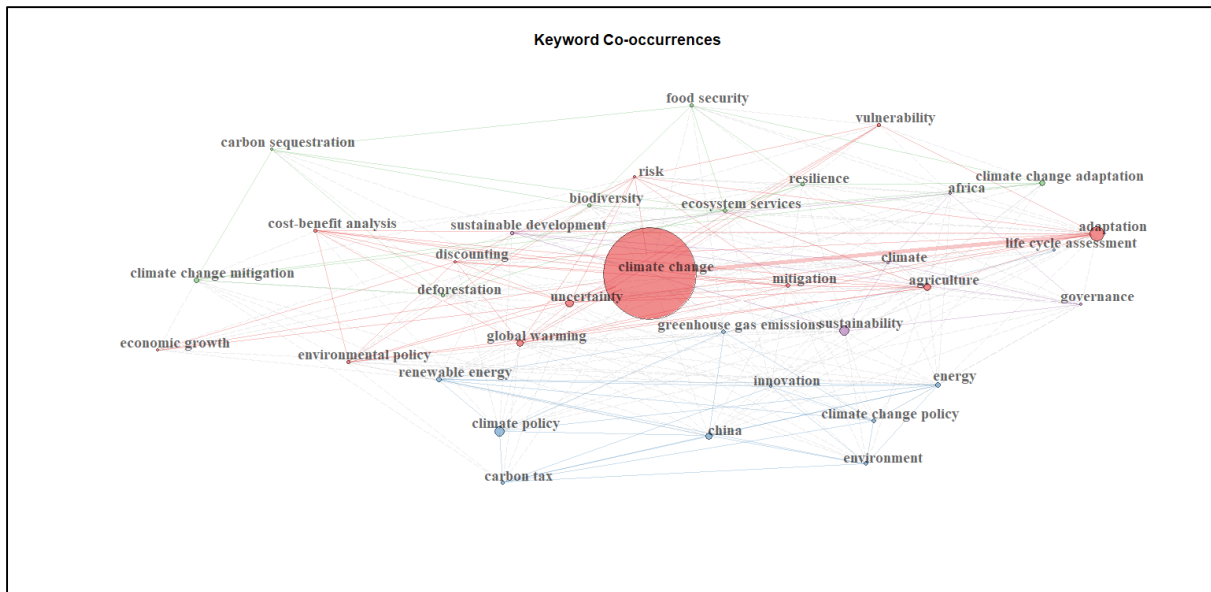 Keyword Co-occurrences
food security
vulnerability
carbon sequestration
risk
resilience
climate change adaptation
africa
biodiversity
ecosystem services
cost-benefit analysis
sustainable development
adaptation
life cycle assessment
discounting
climate
climate change
climate change mitigation
mitigation
agriculture
deforestation
uncertainty
governance
greenhouse gas emissions
sustainability
global warming
economic growth
environmental policy
renewable energy
innovation
energy
climate change policy
climate policy
china
environment
carbon tax